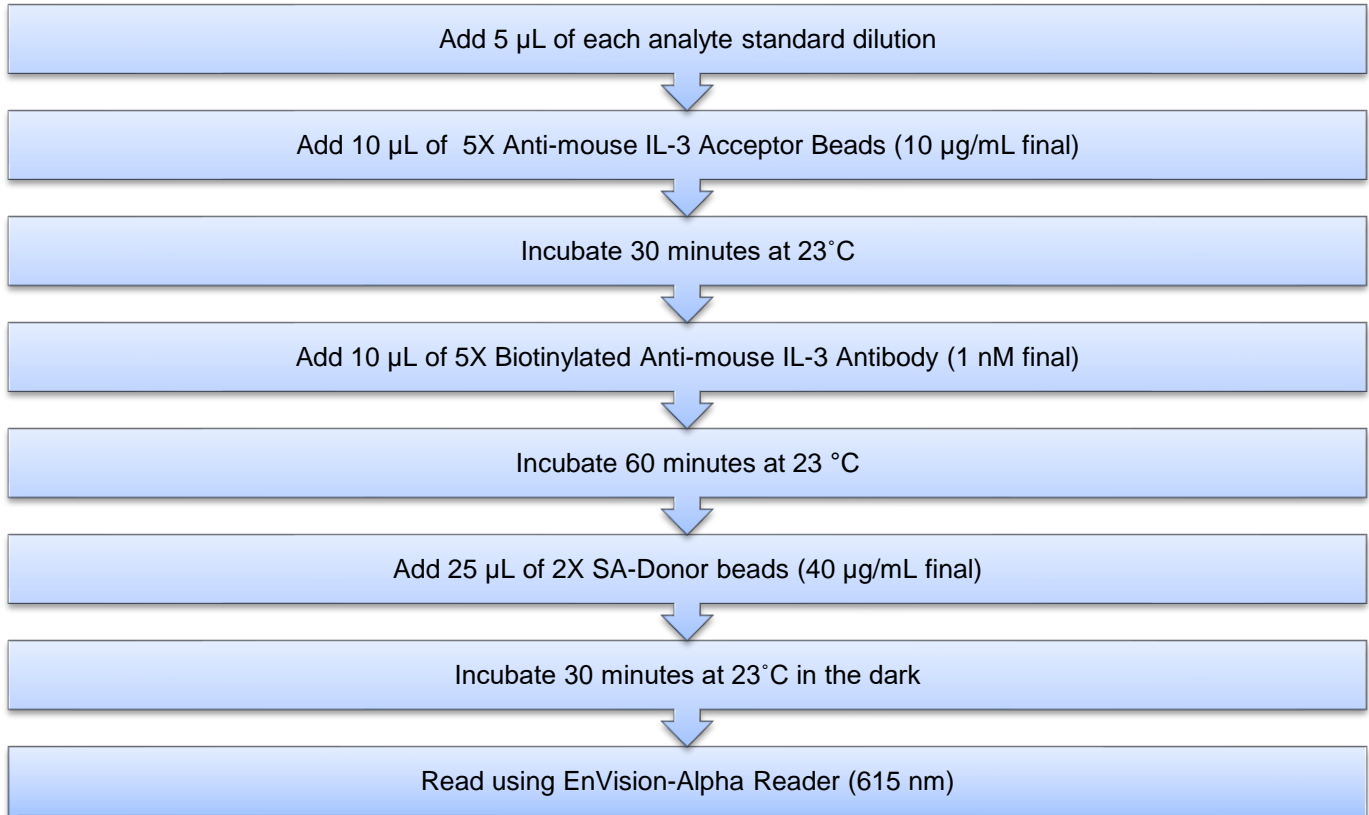 Add 5 µL of each analyte standard dilution
Add 10 µL of  5X Anti-mouse IL-3 Acceptor Beads (10 µg/mL final)
Incubate 30 minutes at 23˚C
Add 10 µL of 5X Biotinylated Anti-mouse IL-3 Antibody (1 nM final)
Incubate 60 minutes at 23 °C
Add 25 µL of 2X SA-Donor beads (40 µg/mL final)
Incubate 30 minutes at 23˚C in the dark
Read using EnVision-Alpha Reader (615 nm)